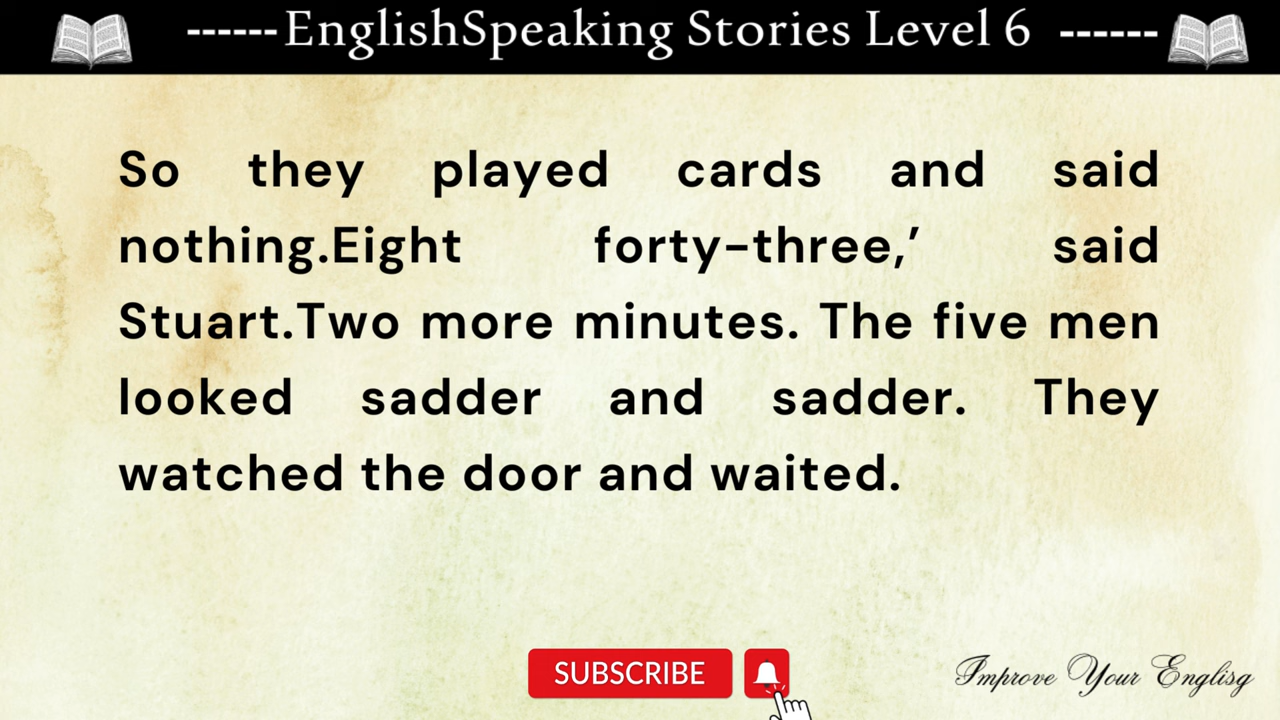 ------EnglishSpeaking Stories Level 6 ------
So they played cards and said
nothing.Eight forty-three,’ said
Stuart.Two more minutes. The five men
looked sadder and sadder. They
watched the door and waited.
SUBSCRIBE
Improve Your Englisg